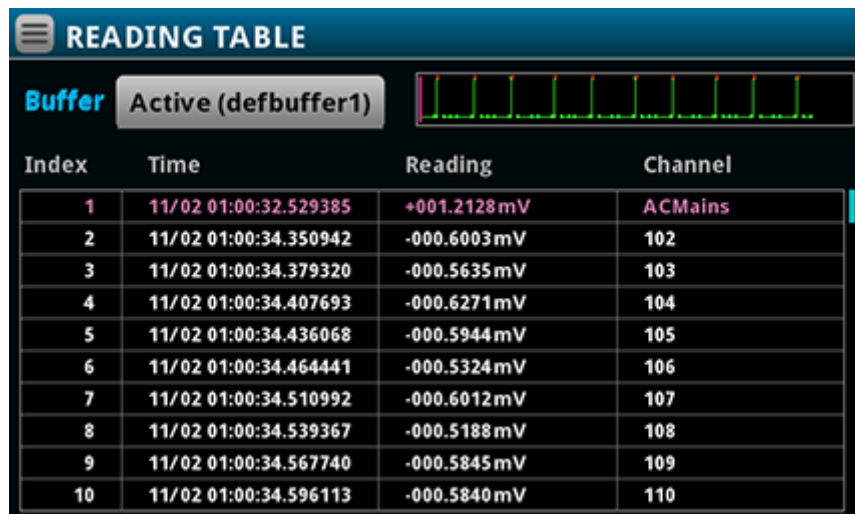 READING TABLE
Buffer Active (defbuffer1)
Index Time Reading Channel
1 11/02 01:00:32.529385 +001.2128mV ACMains
2 11/02 01:00:34.350942 -000.6003mV 102
3 11/02 01:00:34.379320 -000.5635mV 103
4 11/02 01:00:34.407693 -000.6271mV 104
5 11/02 01:00:34.436068 -000.5944mV 105
6 11/02 01:00:34.464441 -000.5324mV 106
7 11/02 01:00:34.510992 -000.6012mV 107
8 11/02 01:00:34.539367 -000.5188mV 108
9 11/02 01:00:34.567740 -000.5845mV 109
10 11/02 01:00:34.596113 -000.5840mV 110